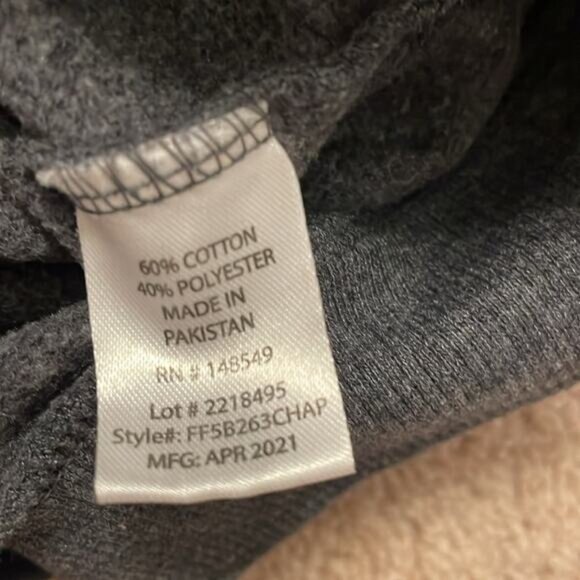 60% COTTON
40% POLYESTER
MADE IN
PAKISTAN
RN # 148549
Lot # 2218495
Style#: FF5B263CHAP
MFG: APR 2021